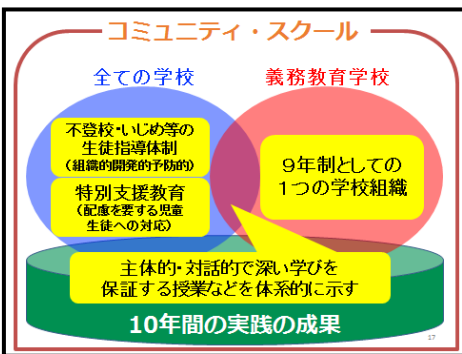 コミュニティ・スクール
全ての学校
義務教育学校
不登校・いじめ等の
生徒指導体制
(組織的開発的予防的)
特別支援教育
(配慮を要する児童
生徒への対応)
9年制としての
1つの学校組織
主体的・対話的で深い学びを
保証する授業などを体系的に示す
10年間の実践の成果
17